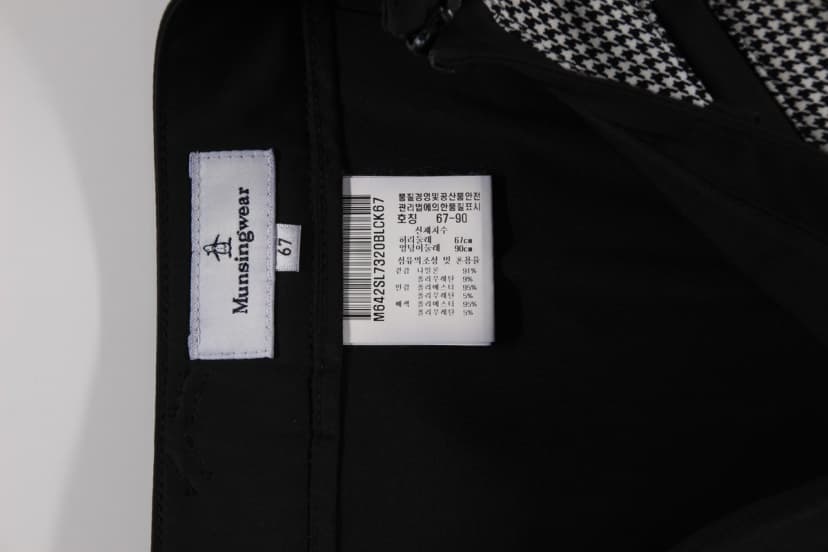 Munsingwear
67
M642SL7320BLCK67
품질경영및공산품안전
관리법에의한품질표시
호칭 67-90
신체치수
허리둘레 67cm
엉덩이둘레 90cm
섬유의조성 및 혼용율
겉감 나일론 91%
폴리우레탄 9%
안감 폴리에스터 95%
폴리우레탄 5%
배색 폴리에스터 95%
폴리우레탄 5%